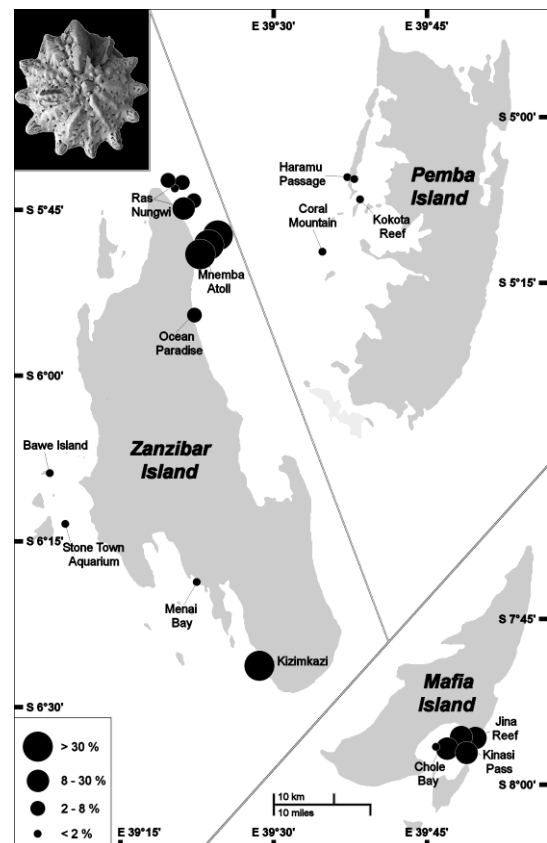 E 39°30'
E 39°45'
S 5°00'
Haramu
Passage
Pemba
Island
Coral
Mountain
Kokota
Reef
S 5°15'
Ras
Nungwi
S 5°45'
Mnemba
Atoll
Ocean
Paradise
S 6°00'
Bawe Island
Zanzibar
Island
Stone Town
Aquarium
S 6°15'
Menai
Bay
Kizimkazi
S 6°30'
S 7°45'
Mafia
Island
Jina
Reef
Kinasi
Pass
Chole
Bay
S 8°00'
> 30 %
8 - 30 %
2 - 8 %
< 2 %
10 km
10 miles
E 39°15'
E 39°30'
E 39°45'